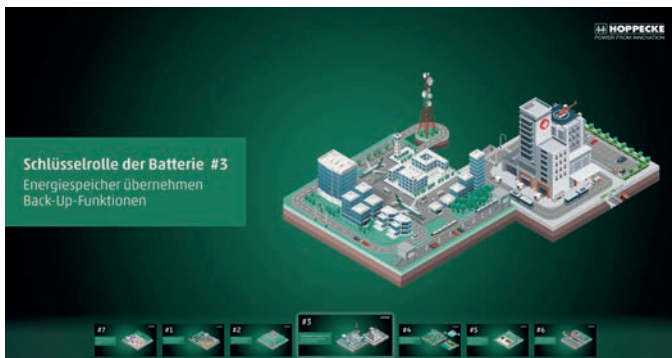 HOPPECKE
POWER FROM INNOVATION
Schlüsselrolle der Batterie #3
Energiespeicher übernehmen
Back-Up-Funktionen
#7
#1
#2
#3
#4
#5
#6